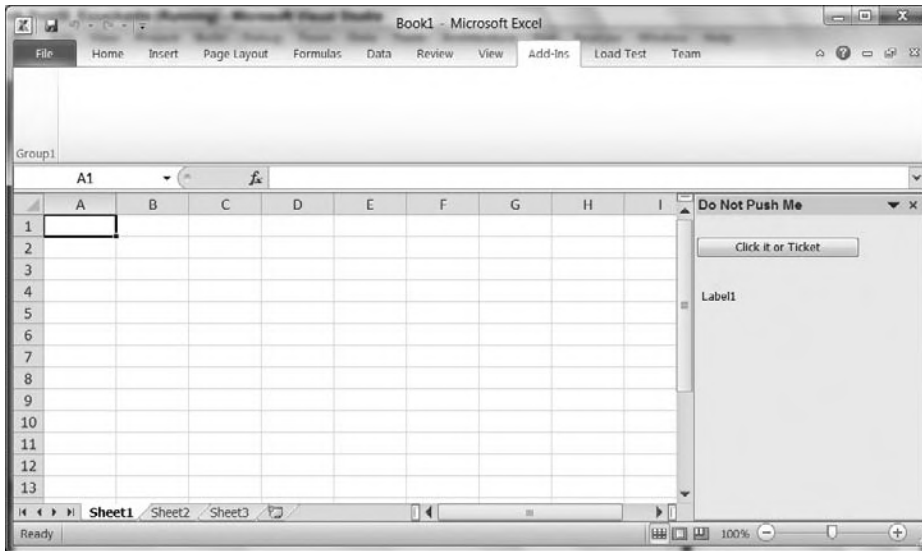 Book1 - Microsoft Excel
File Home Insert Page Layout Formulas Data Review View Add-Ins Load Test Team
Group1
A1 fx
A B C D E F G H I
Do Not Push Me
1
2
Click it or Ticket
3
4
Label1
5
6
7
8
9
10
11
12
13
Sheet1 Sheet2 Sheet3
Ready 100%